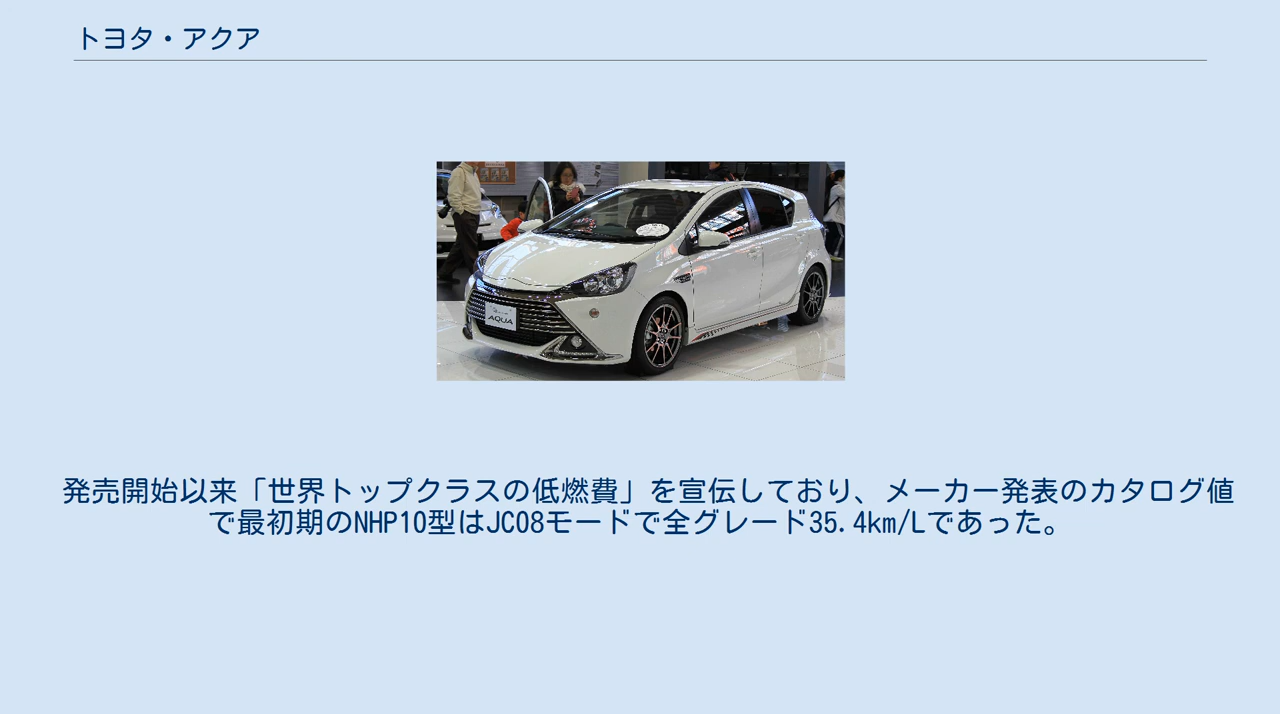 トヨタ・アクア
AQUA
発売開始以来「世界トップクラスの低燃費」を宣伝しており、メーカー発表のカタログ値
で最初期のNHP10型はJC08モードで全グレード35.4km/Lであった。